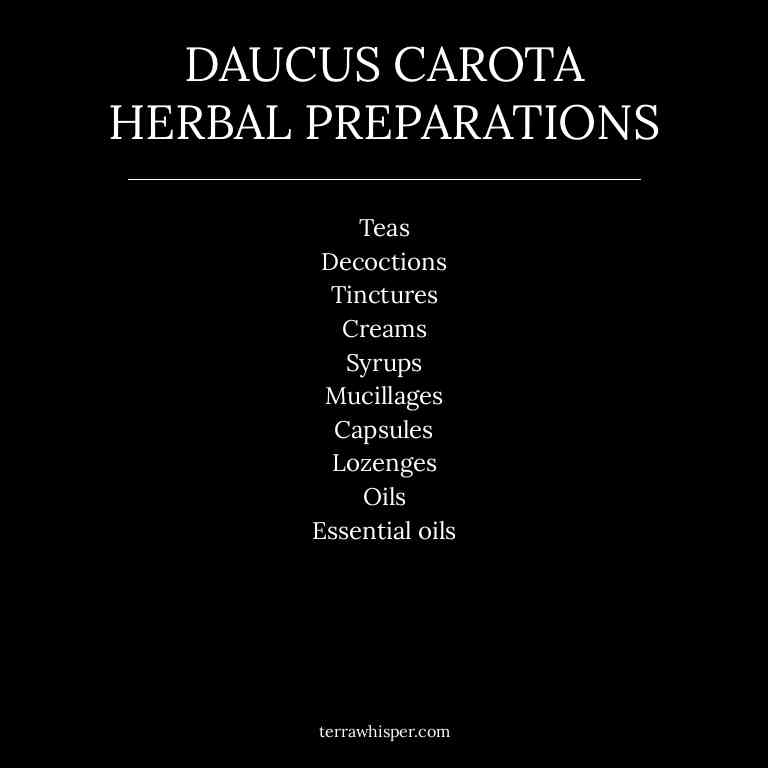 DAUCUS CAROTA
HERBAL PREPARATIONS
Teas
Decoctions
Tinctures
Creams
Syrups
Mucillages
Capsules
Lozenges
Oils
Essential oils
terrawhisper.com